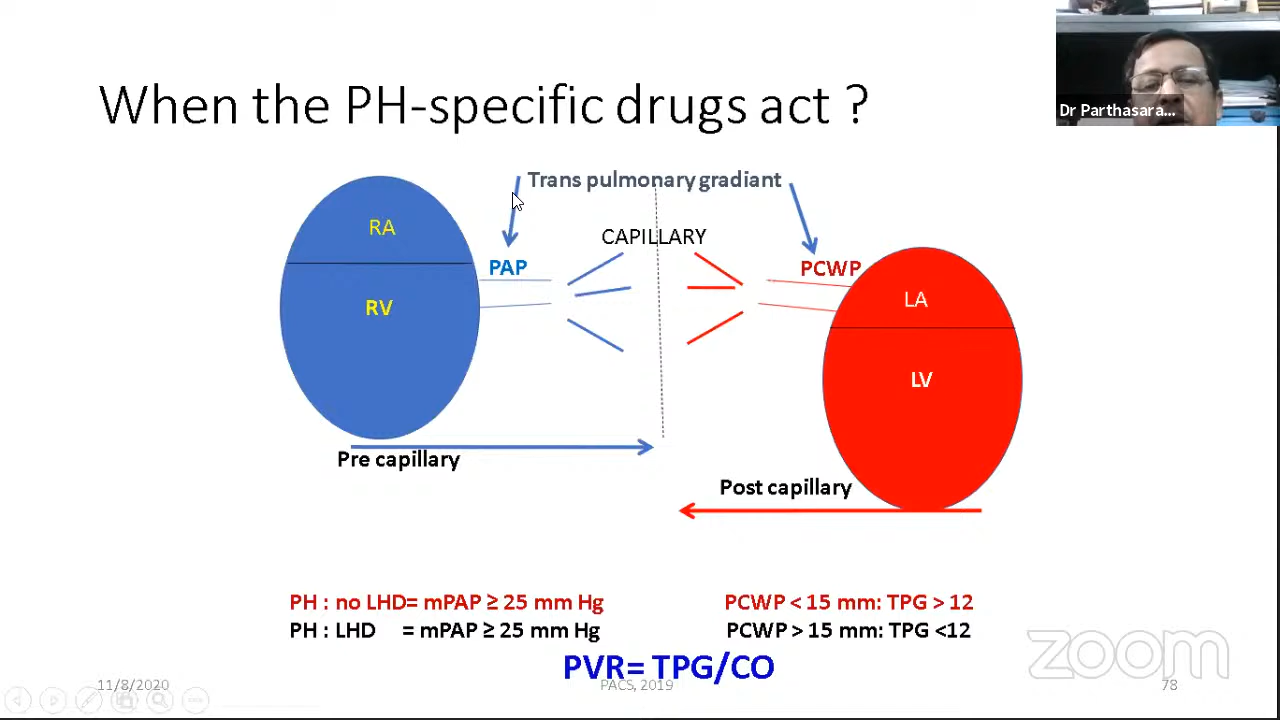 Dr Parthasara...
When the PH-specific drugs act ?
Trans pulmonary gradiant
RA
CAPILLARY
PAP
PCWP
RV
LA
LV
Pre capillary
Post capillary
PH : no LHD= mPAP ≥ 25 mm Hg
PCWP < 15 mm: TPG > 12
PH : LHD = mPAP ≥ 25 mm Hg
PCWP > 15 mm: TPG <12
PVR= TPG/CO
zoom
11/8/2020
PACS, 2019
78